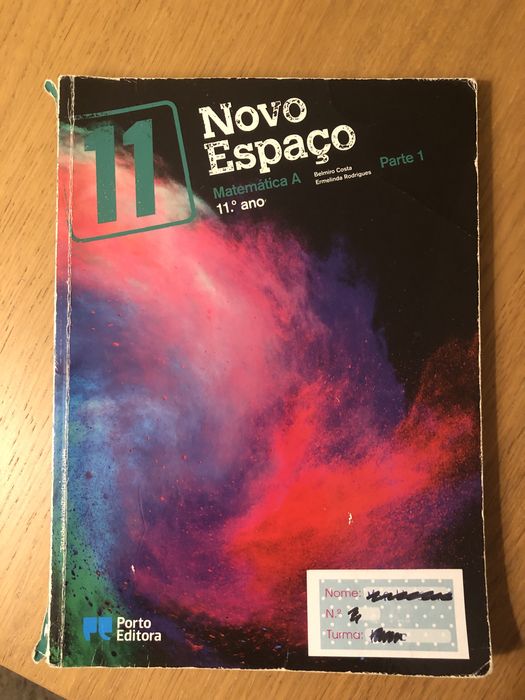 11
Novo
Espaço
Matemática A
11.º ano
Belmiro Costa
Ermelinda Rodrigues
Parte 1
Nome:
N.º
Turma:
Porto
Editora